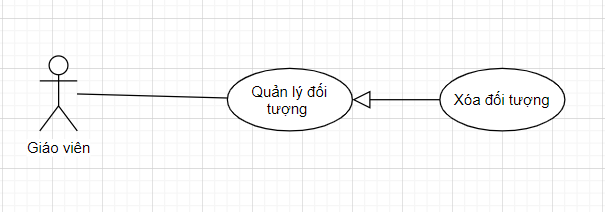 Quản lý đối
tượng
Xóa đối tượng
Giáo viên